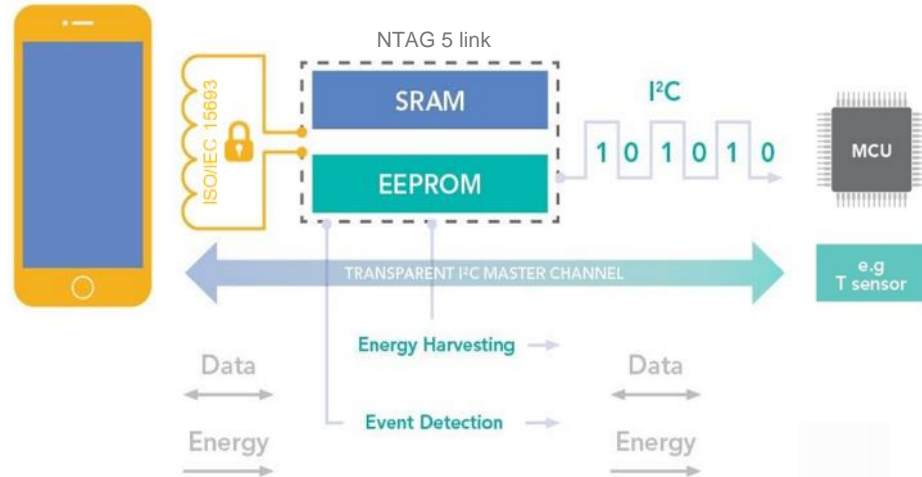 NTAG 5 link
ISO/IEC 15693
SRAM
EEPROM
I²C
1 0 1 0 1 0
MCU
TRANSPARENT I²C MASTER CHANNEL
e.g
T sensor
Energy Harvesting
Event Detection
Data
Energy
Data
Energy